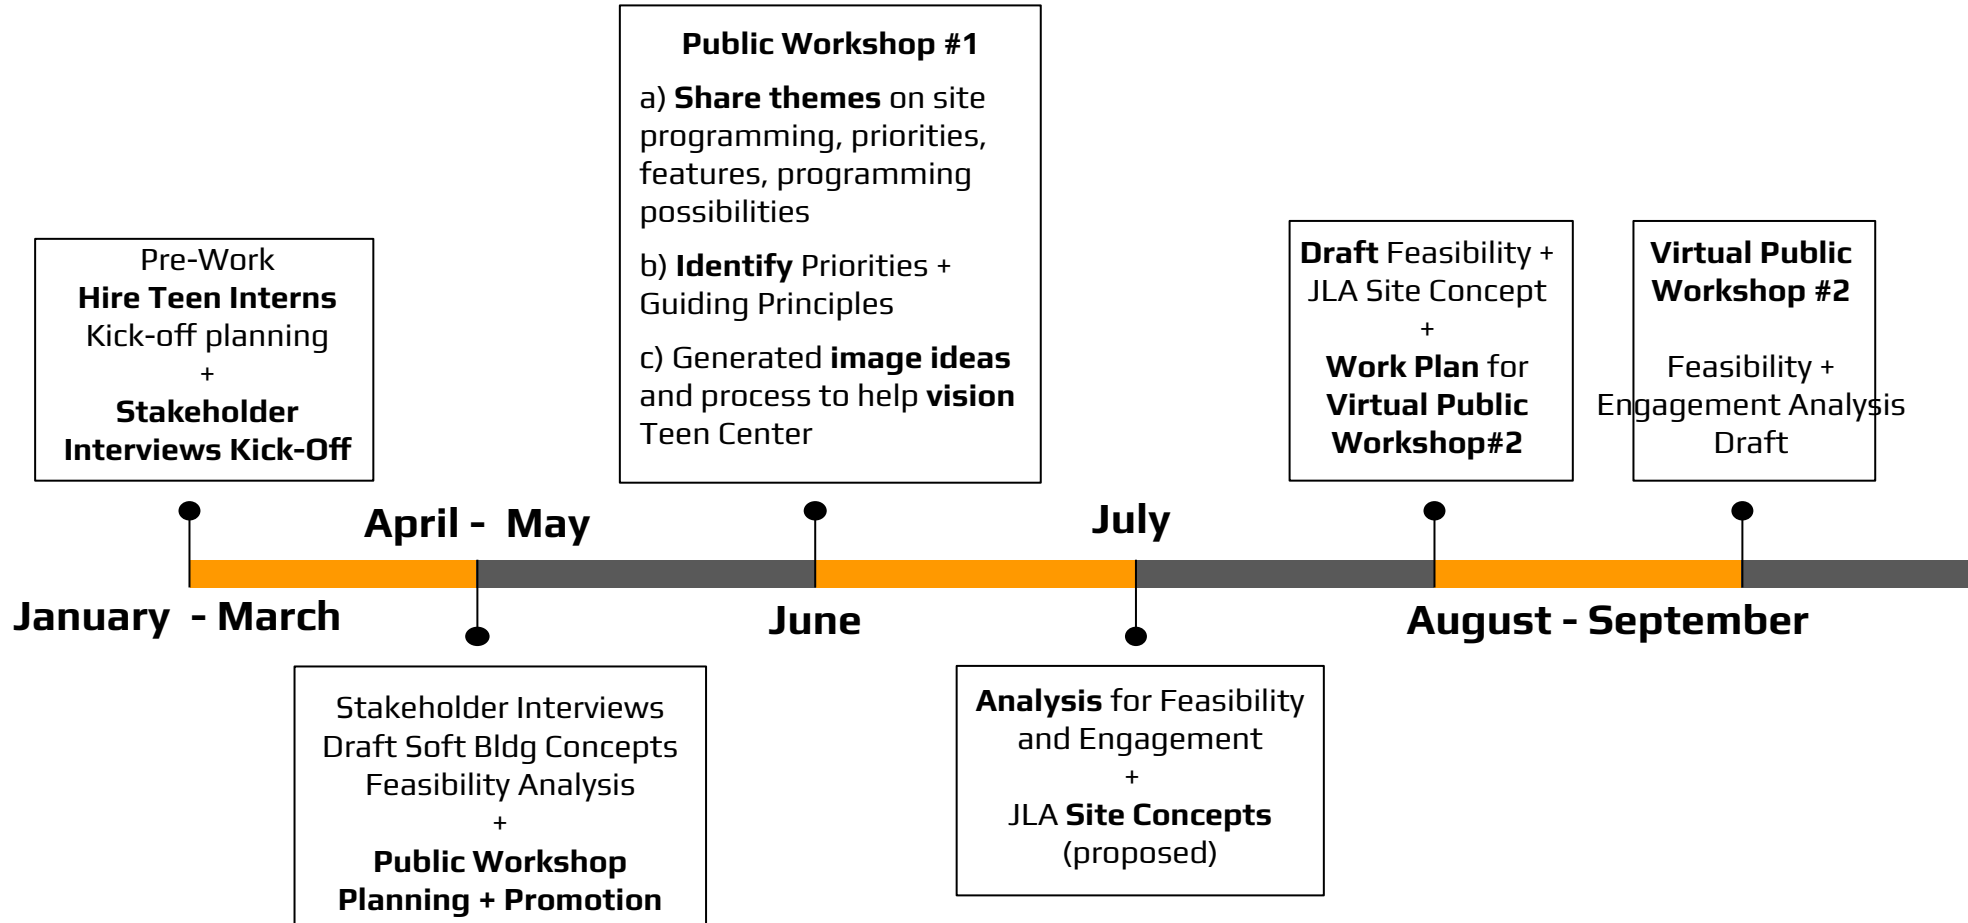 Public Workshop #1
a) Share themes on site
programming, priorities,
features, programming
possibilities
b) Identify Priorities +
Guiding Principles
c) Generated image ideas
and process to help vision
Teen Center
Pre-Work
Hire Teen Interns
Kick-off planning
+
Stakeholder
Interviews Kick-Off
Draft Feasibility +
JLA Site Concept
+
Work Plan for
Virtual Public
Workshop#2
Virtual Public
Workshop #2
Feasibility +
Engagement Analysis
Draft
April - May
July
January - March
June
August - September
Stakeholder Interviews
Draft Soft Bldg Concepts
Feasibility Analysis
+
Public Workshop
Planning + Promotion
Analysis for Feasibility
and Engagement
+
JLA Site Concepts
(proposed)